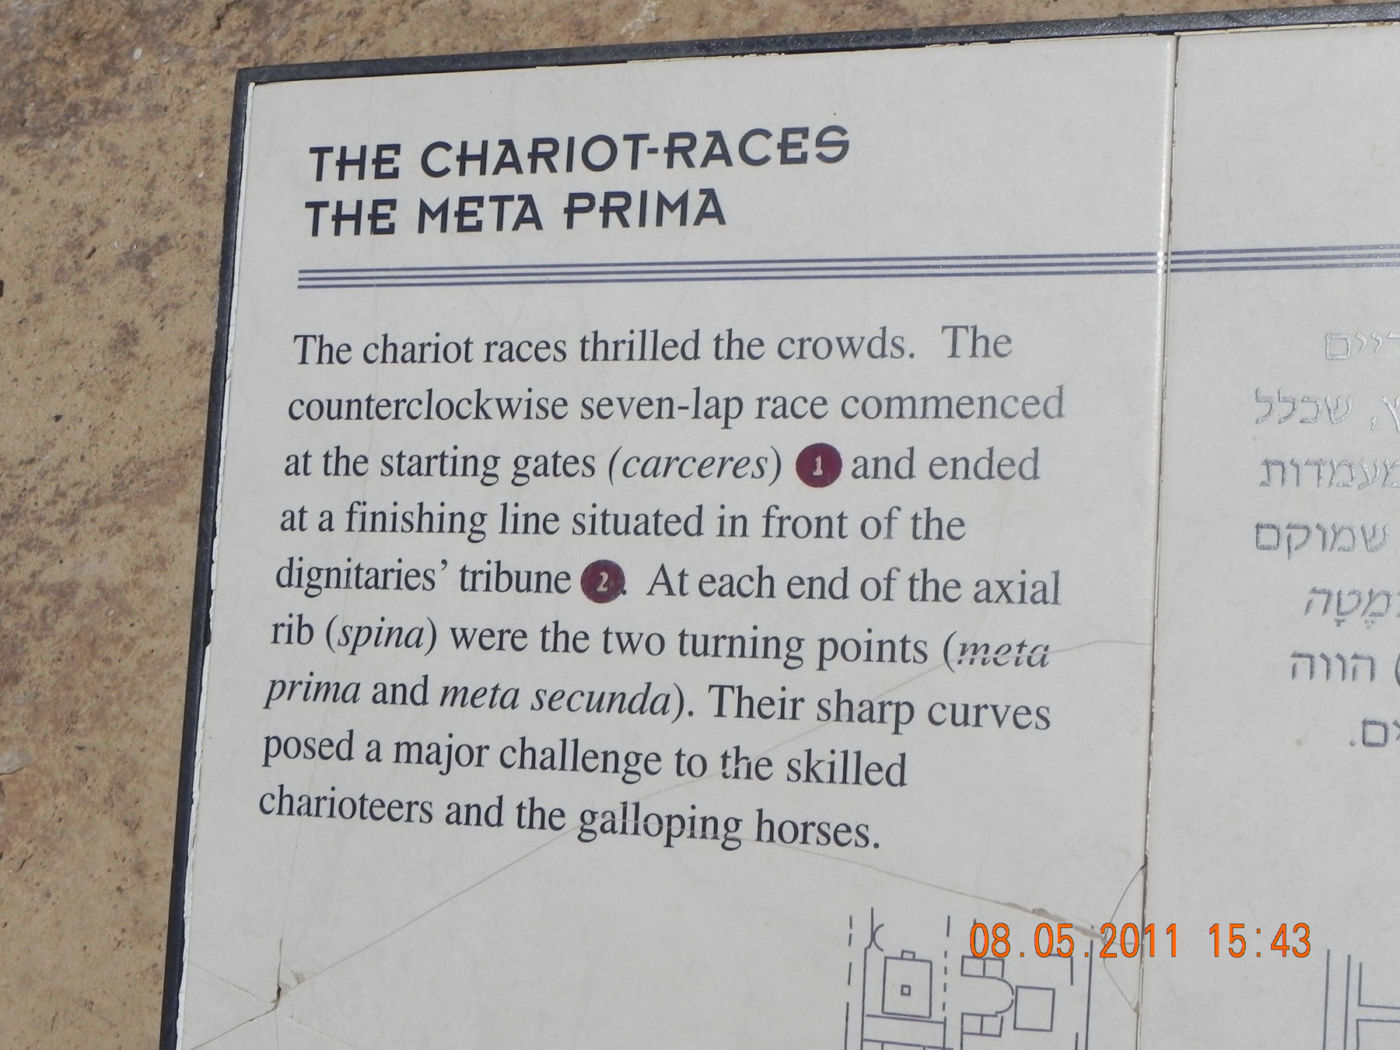 THE CHARIOT-RACES
THE META PRIMA
The chariot races thrilled the crowds. The
counterclockwise seven-lap race commenced
at the starting gates (carceres) 1 and ended
at a finishing line situated in front of the
dignitaries' tribune 2. At each end of the axial
rib (spina) were the two turning points (meta
prima and meta secunda). Their sharp curves
posed a major challenge to the skilled
charioteers and the galloping horses.
שכלל
שמוקם
הווה
08.05.2011 15:43